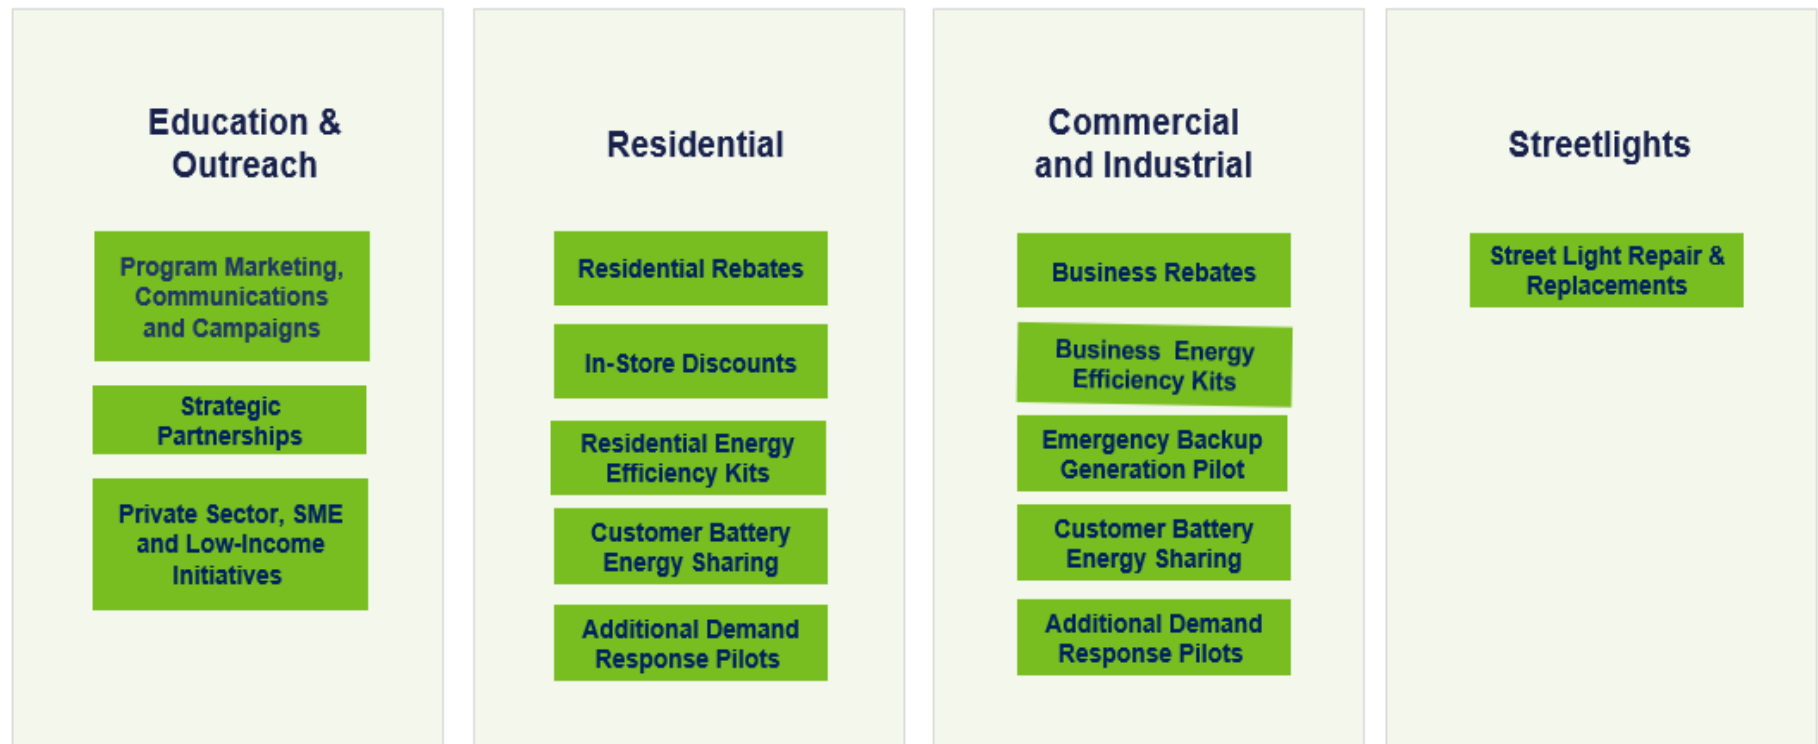 Education &
Outreach
Program Marketing,
Communications
and Campaigns
Strategic
Partnerships
Private Sector, SME
and Low-Income
Initiatives
Residential
Residential Rebates
In-Store Discounts
Residential Energy
Efficiency Kits
Customer Battery
Energy Sharing
Additional Demand
Response Pilots
Commercial
and Industrial
Business Rebates
Business Energy
Efficiency Kits
Emergency Backup
Generation Pilot
Customer Battery
Energy Sharing
Additional Demand
Response Pilots
Streetlights
Street Light Repair &
Replacements